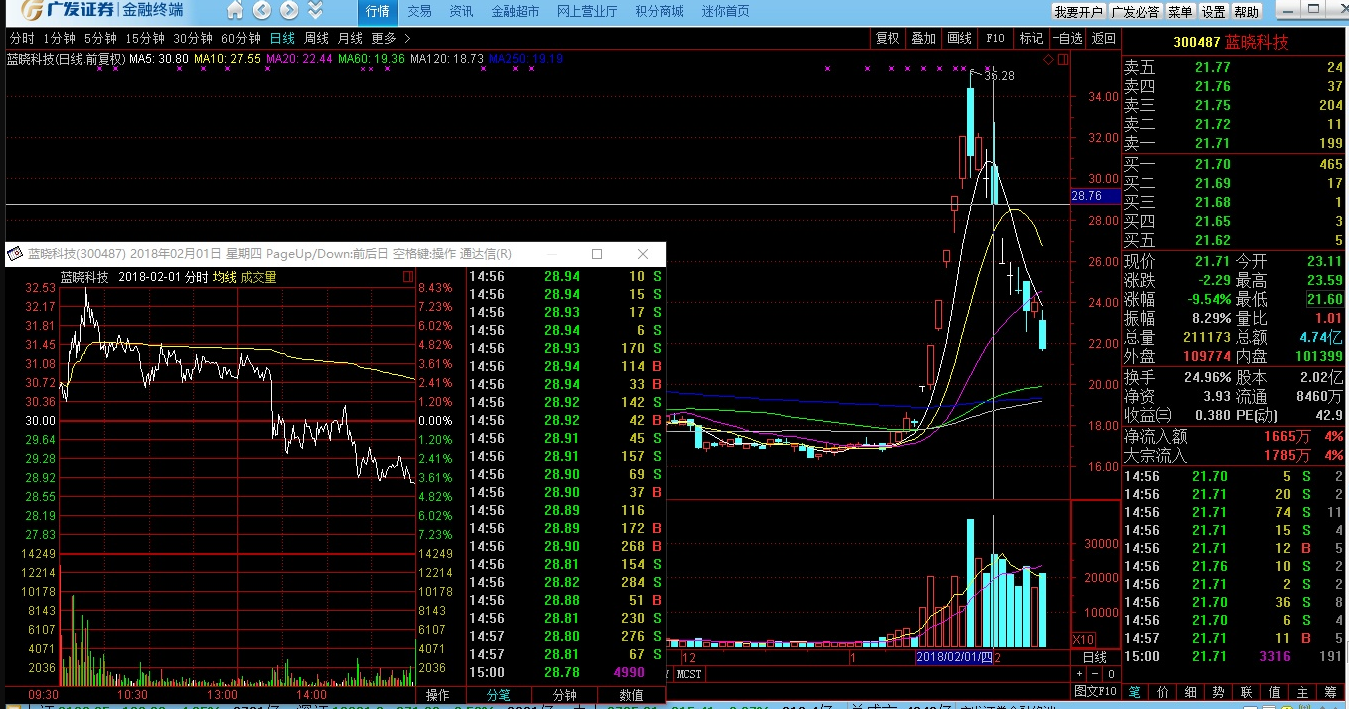 广发证券 金融终端 行情 交易 资讯 金融超市 网上营业厅 积分商城 迷你首页 我要开户 广发必答 菜单 设置 帮助
分时 1分钟 5分钟 15分钟 30分钟 60分钟 日线 周线 月线 更多 > 复权 叠加 画线 F10 标记 -自选 返回
300487 蓝晓科技
蓝晓科技(日线.前复权) MA5: 30.80 MA10: 27.55 MA20: 22.44 MA60: 19.36 MA120: 18.73 MA250: 19.19
35.28
34.00
32.00
30.00
28.76
28.00
26.00
24.00
22.00
20.00
18.00
16.00
30000
20000
10000
X10
12 1 2018/02/01/四 2 日线
MCST + - 0
图文F10
蓝晓科技(300487) 2018年02月01日 星期四 PageUp/Down:前后日 空格键:操作 通达信(R)
蓝晓科技 2018-02-01 分时 均线 成交量
32.53 8.43%
32.17 7.23%
31.81 6.02%
31.45 4.82%
31.08 3.61%
30.72 2.41%
30.36 1.20%
30.00 0.00%
29.64 1.20%
29.28 2.41%
28.92 3.61%
28.55 4.82%
28.19 6.02%
27.83 7.23%
14249 14249
12214 12214
10178 10178
8143 8143
6107 6107
4071 4071
2036 2036
09:30 10:30 13:00 14:00 操作
14:56 28.94 10 S
14:56 28.94 15 S
14:56 28.93 17 S
14:56 28.94 6 S
14:56 28.93 170 S
14:56 28.94 114 B
14:56 28.94 33 B
14:56 28.92 142 S
14:56 28.92 42 B
14:56 28.91 45 S
14:56 28.91 157 S
14:56 28.90 69 S
14:56 28.90 37 B
14:56 28.89 116
14:56 28.89 172 B
14:56 28.90 268 B
14:56 28.81 154 S
14:56 28.82 284 S
14:56 28.88 51 B
14:56 28.81 230 S
14:57 28.80 276 S
14:57 28.81 67 S
15:00 28.78 4990
分笔 分钟 数值
卖五 21.77 24
卖四 21.76 37
卖三 21.75 204
卖二 21.72 11
卖一 21.71 199
买一 21.70 465
买二 21.69 17
买三 21.68 1
买四 21.65 3
买五 21.62 5
现价 21.71 今开 23.11
涨跌 -2.29 最高 23.59
涨幅 -9.54% 最低 21.60
振幅 8.29% 量比 1.01
总量 211173 总额 4.74亿
外盘 109774 内盘 101399
换手 24.96% 股本 2.02亿
净资 3.93 流通 8460万
收益㈢ 0.380 PE(动) 42.9
净流入额 1665万 4%
大宗流入 1785万 4%
14:56 21.70 5 S 2
14:56 21.71 20 S 2
14:56 21.71 74 S 11
14:56 21.71 15 S 4
14:56 21.71 12 B 5
14:56 21.76 10 S 2
14:56 21.71 2 S 2
14:56 21.70 36 S 8
14:56 21.70 6 S 4
14:57 21.71 11 B 5
15:00 21.71 3316 191
笔 价 细 势 联 值 主 筹